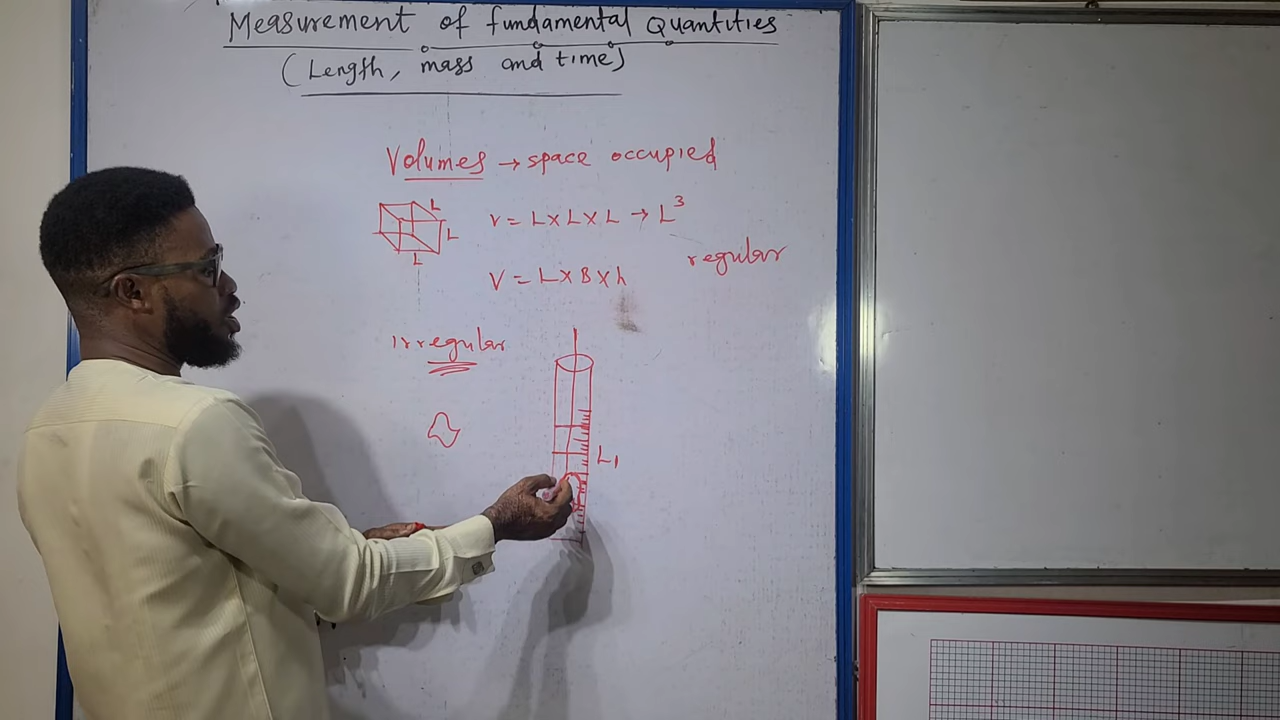 Measurement of fundamental Quantities
(Length, mass and time)
Volumes → space occupied
L
L
L
V = L x L x L → L³
regular
V = L x B x h
Irregular
L₁